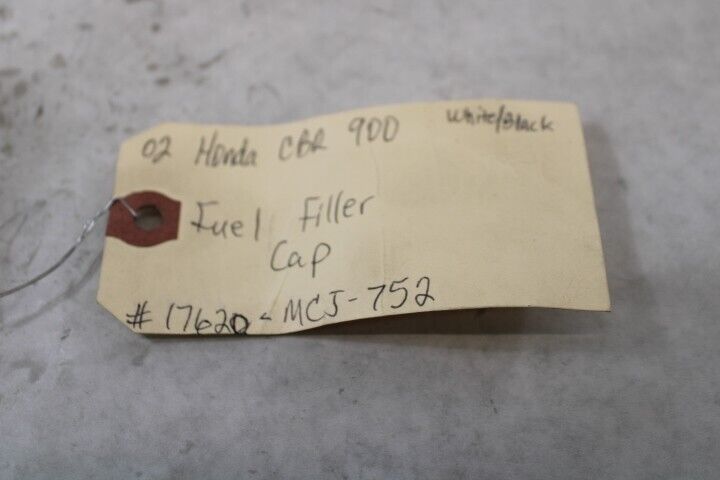 02 Honda CBR 900 White/Black
Fuel Filler
Cap
#17620-MCJ-752